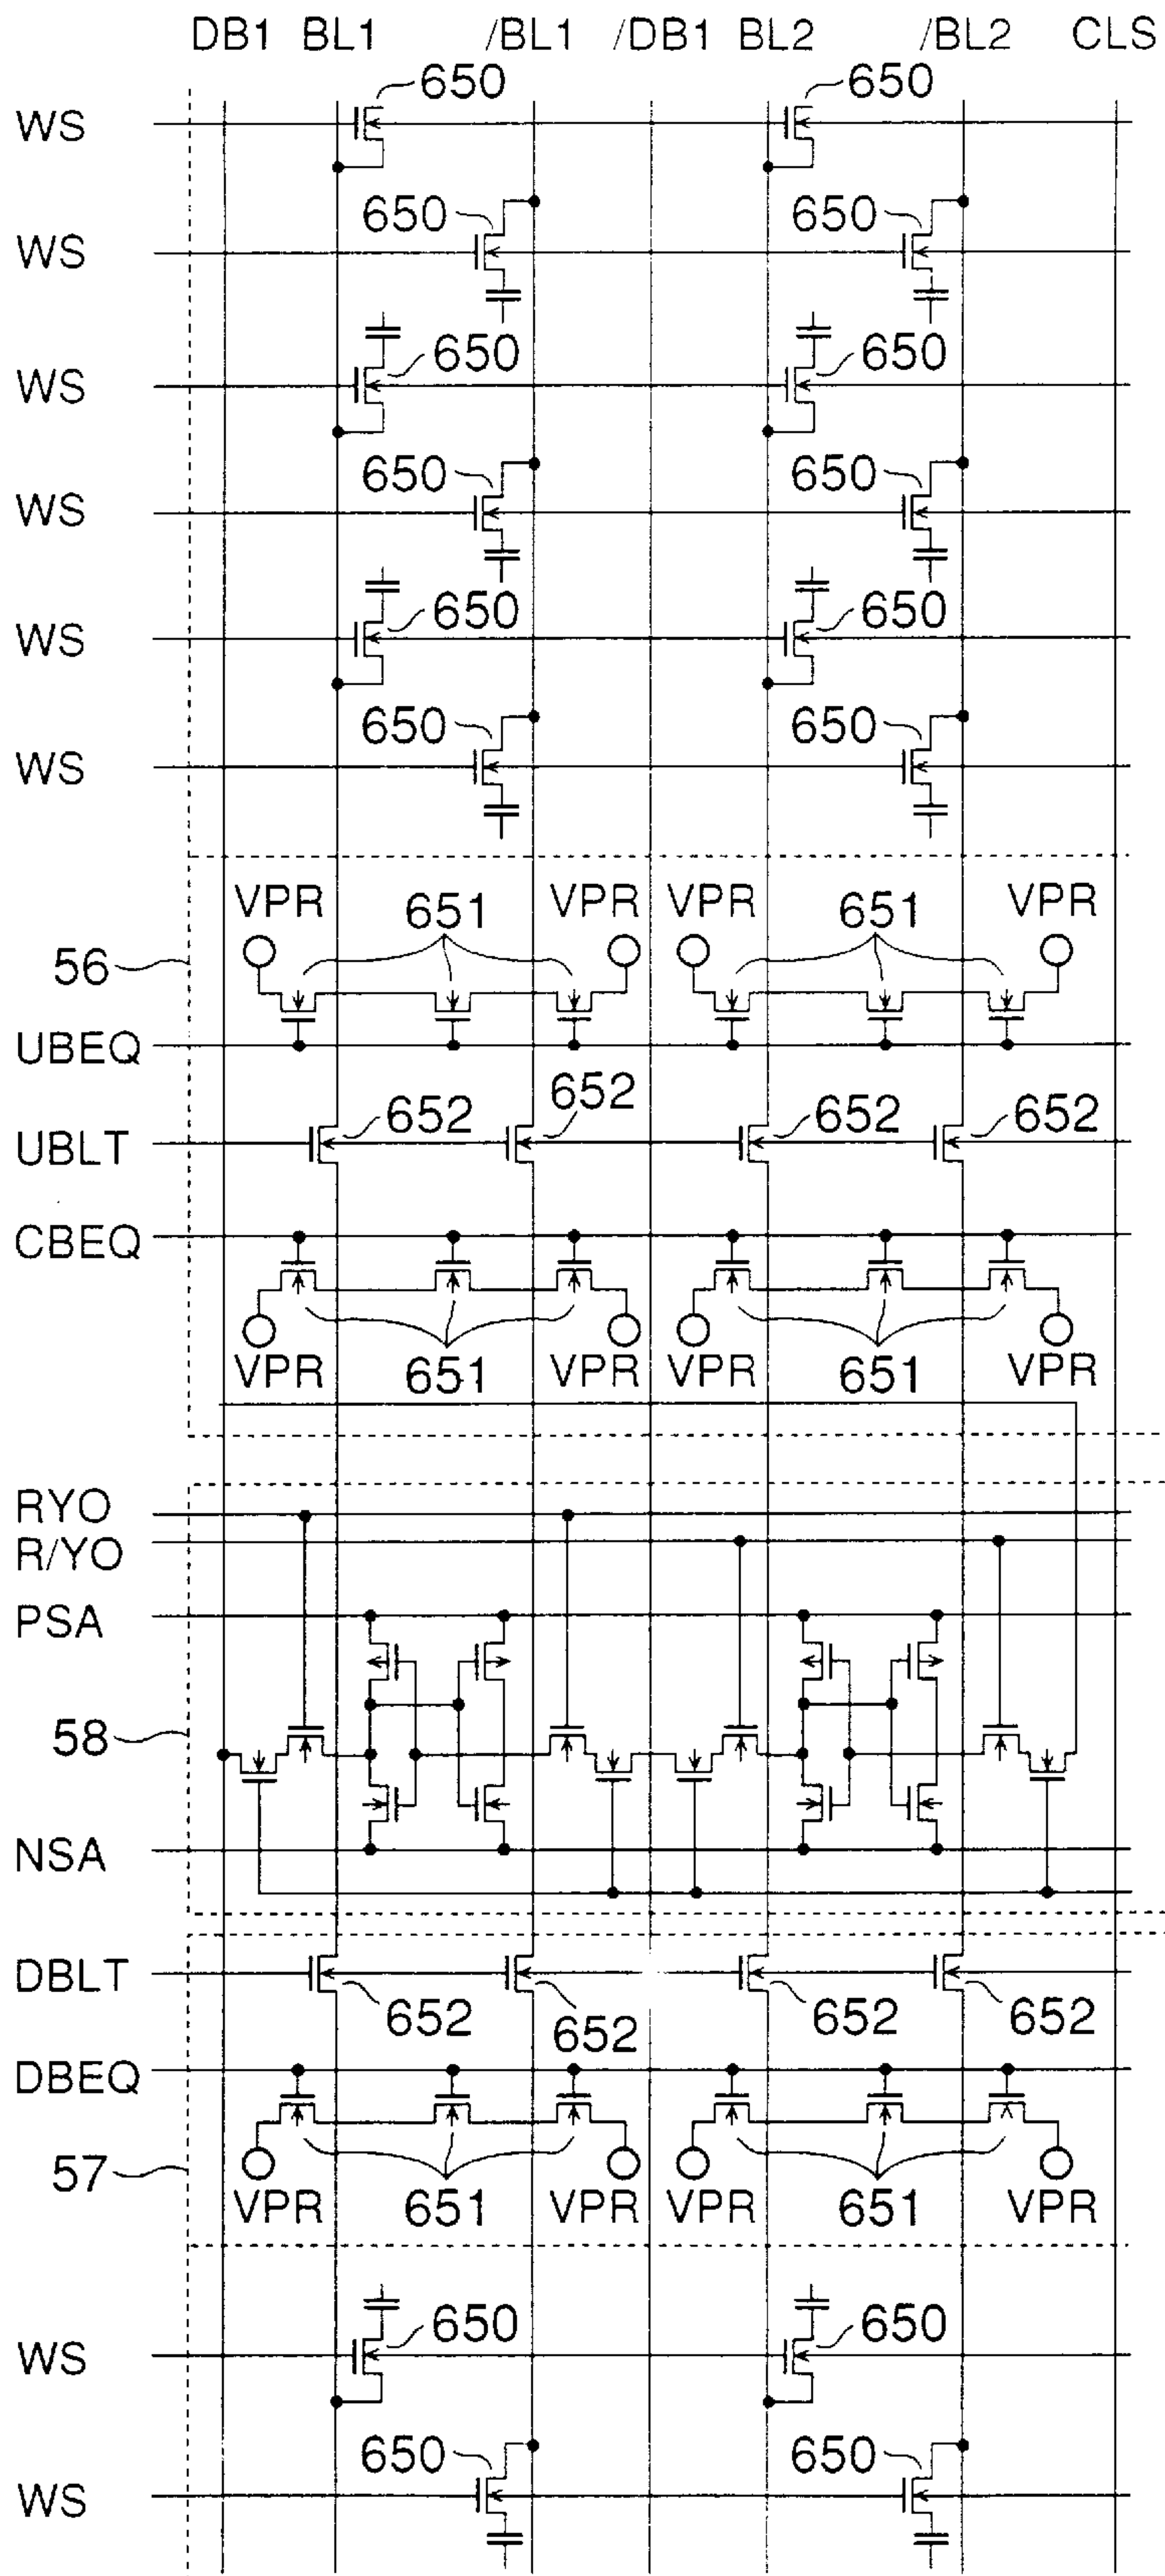 DB1 BL1 /BL1 /DB1 BL2 /BL2 CLS
650 650
WS
650 650
WS
650 650
WS
650 650
WS
650 650
WS
650 650
WS
VPR 651 VPR VPR 651 VPR
56
UBEQ
652 652 652 652
UBLT
CBEQ
VPR 651 VPR VPR 651 VPR
RYO
R/YO
PSA
58
NSA
DBLT
652 652 652 652
DBEQ
57
VPR 651 VPR VPR 651 VPR
650 650
WS
650 650
WS